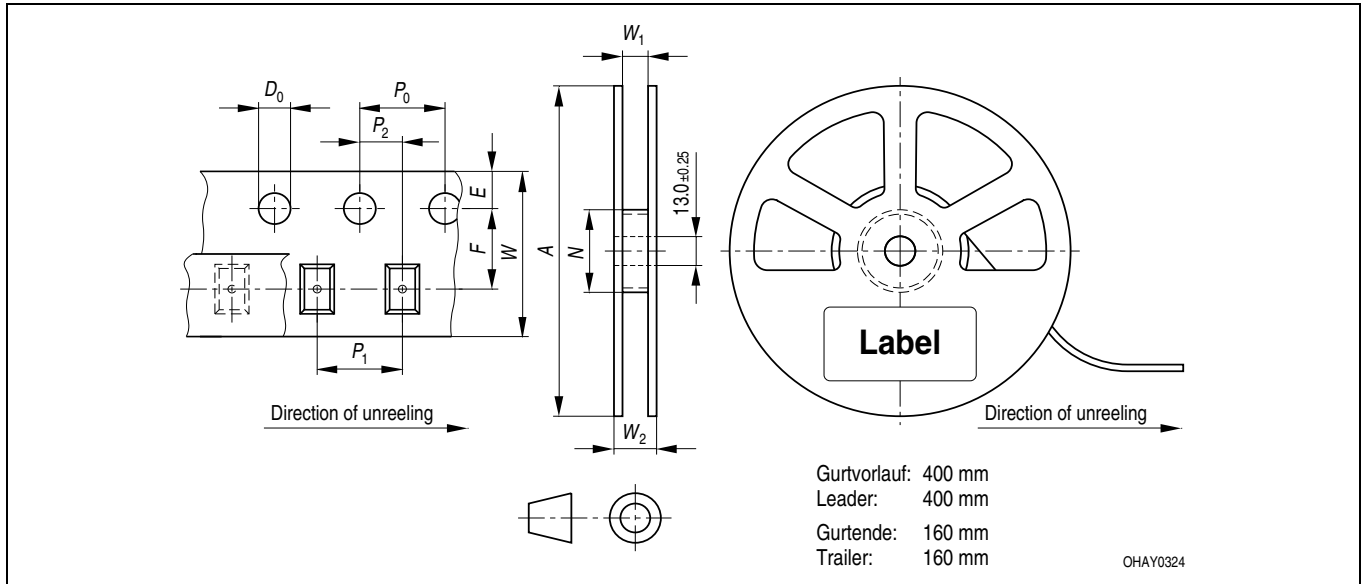 W1
D0
P0
P2
E
F
W
A
N
13.0±0.25
P1
W2
Label
Direction of unreeling
Direction of unreeling
Gurtvorlauf: 400 mm
Leader: 400 mm
Gurtende: 160 mm
Trailer: 160 mm
OHAY0324